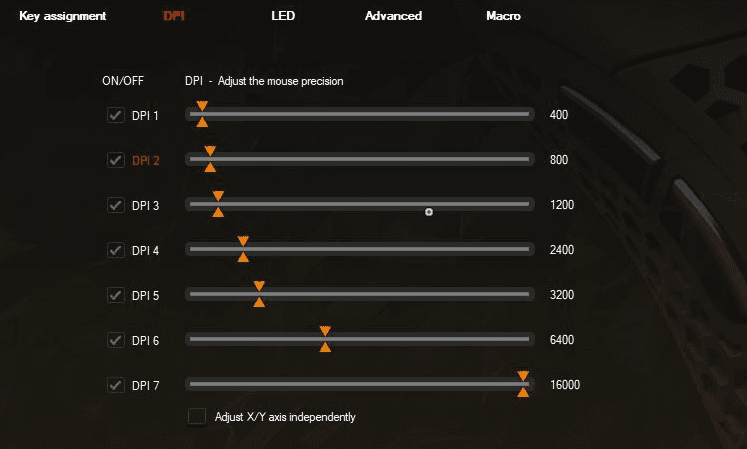 Key assignment DPI LED Advanced Macro
ON/OFF DPI - Adjust the mouse precision
DPI 1 400
DPI 2 800
DPI 3 1200
DPI 4 2400
DPI 5 3200
DPI 6 6400
DPI 7 16000
Adjust X/Y axis independently